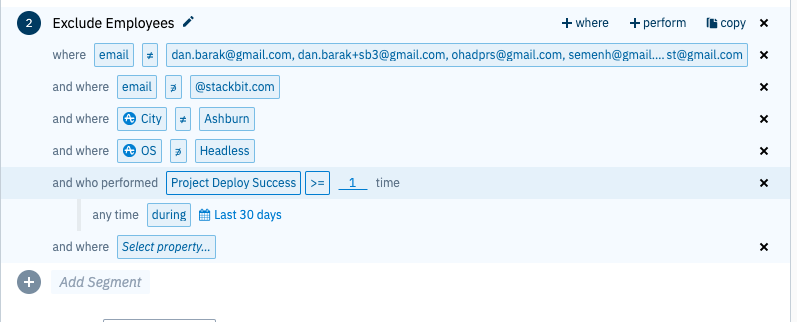 2 Exclude Employees + where + perform copy ×
where email ≠ dan.barak@gmail.com, dan.barak+sb3@gmail.com, ohadprs@gmail.com, semenh@gmail.... st@gmail.com ×
and where email ∌ @stackbit.com ×
and where City ≠ Ashburn ×
and where OS ∌ Headless ×
and who performed Project Deploy Success >= 1 time ×
any time during Last 30 days
and where Select property... ×
+ Add Segment